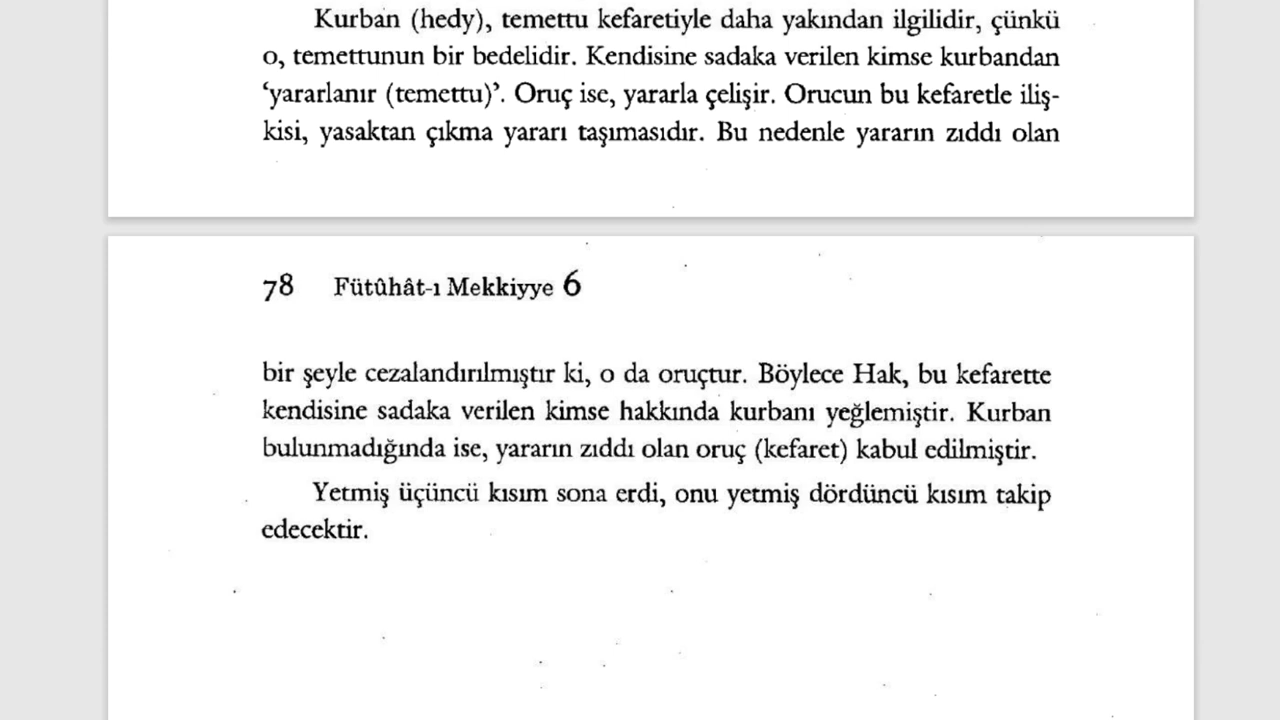 Kurban (hedy), temettu kefaretiyle daha yakından ilgilidir, çünkü
o, temettunun bir bedelidir. Kendisine sadaka verilen kimse kurbandan
‘yararlanır (temettu)’. Oruç ise, yararla çelişir. Orucun bu kefaretle iliş-
kisi, yasaktan çıkma yararı taşımasıdır. Bu nedenle yararın zıddı olan
78 Fütûhât-ı Mekkiyye 6
bir şeyle cezalandırılmıştır ki, o da oruçtur. Böylece Hak, bu kefarette
kendisine sadaka verilen kimse hakkında kurbanı yeğlemiştir. Kurban
bulunmadığında ise, yararın zıddı olan oruç (kefaret) kabul edilmiştir.
Yetmiş üçüncü kısım sona erdi, onu yetmiş dördüncü kısım takip
edecektir.